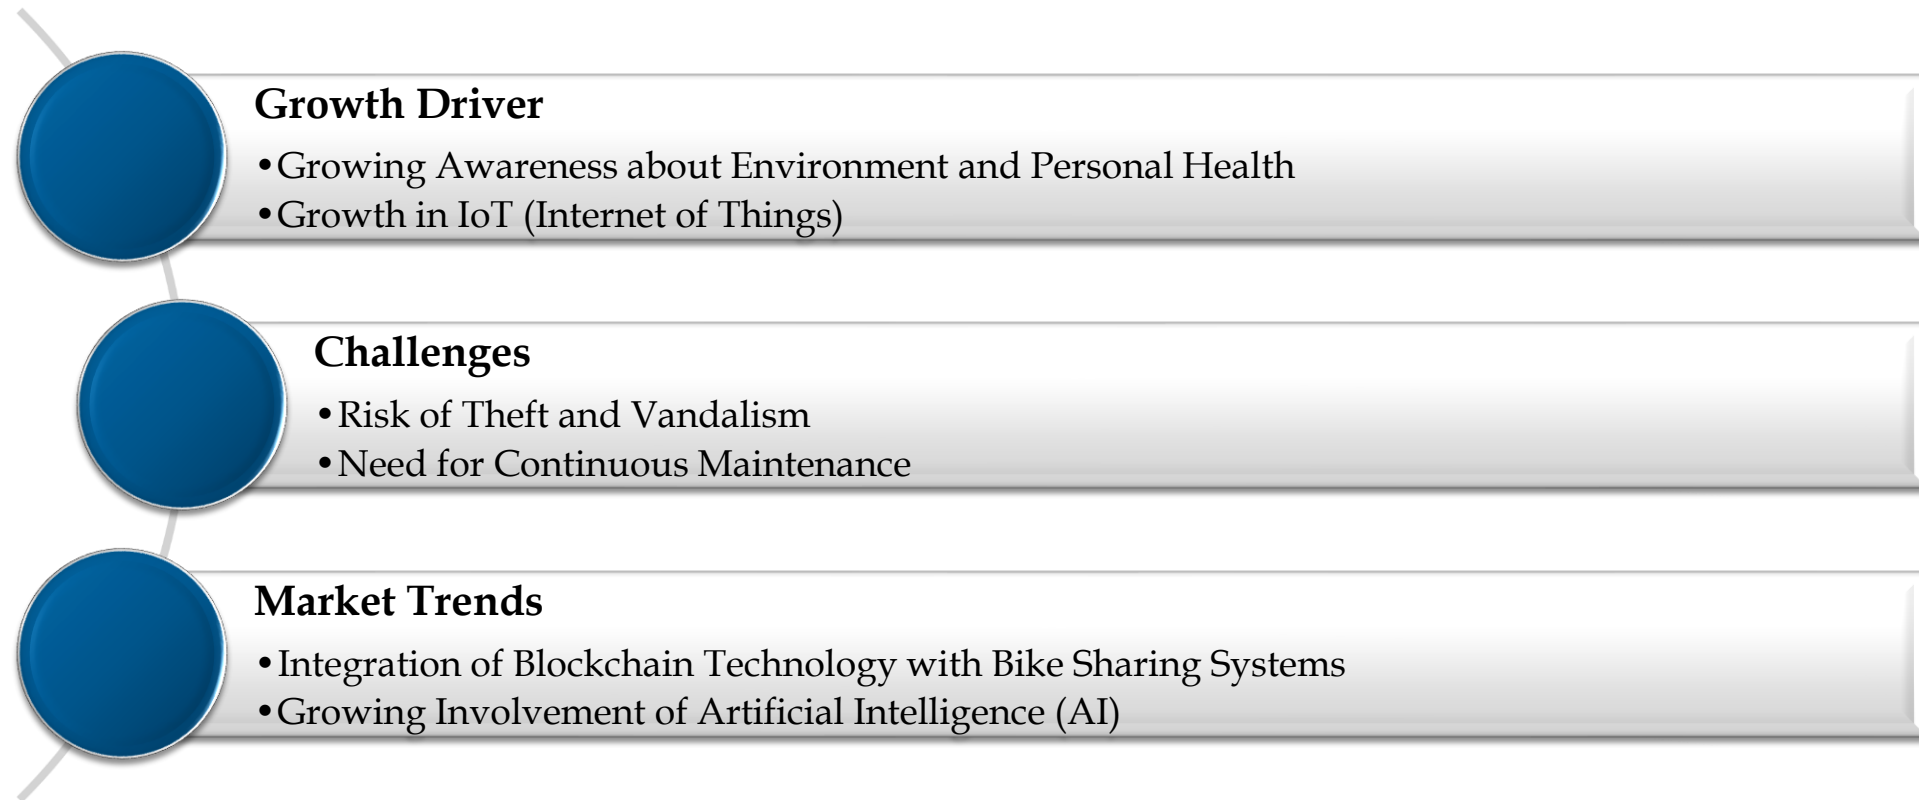 Growth Driver
•Growing Awareness about Environment and Personal Health
•Growth in IoT (Internet of Things)
Challenges
•Risk of Theft and Vandalism
•Need for Continuous Maintenance
Market Trends
•Integration of Blockchain Technology with Bike Sharing Systems
•Growing Involvement of Artificial Intelligence (AI)